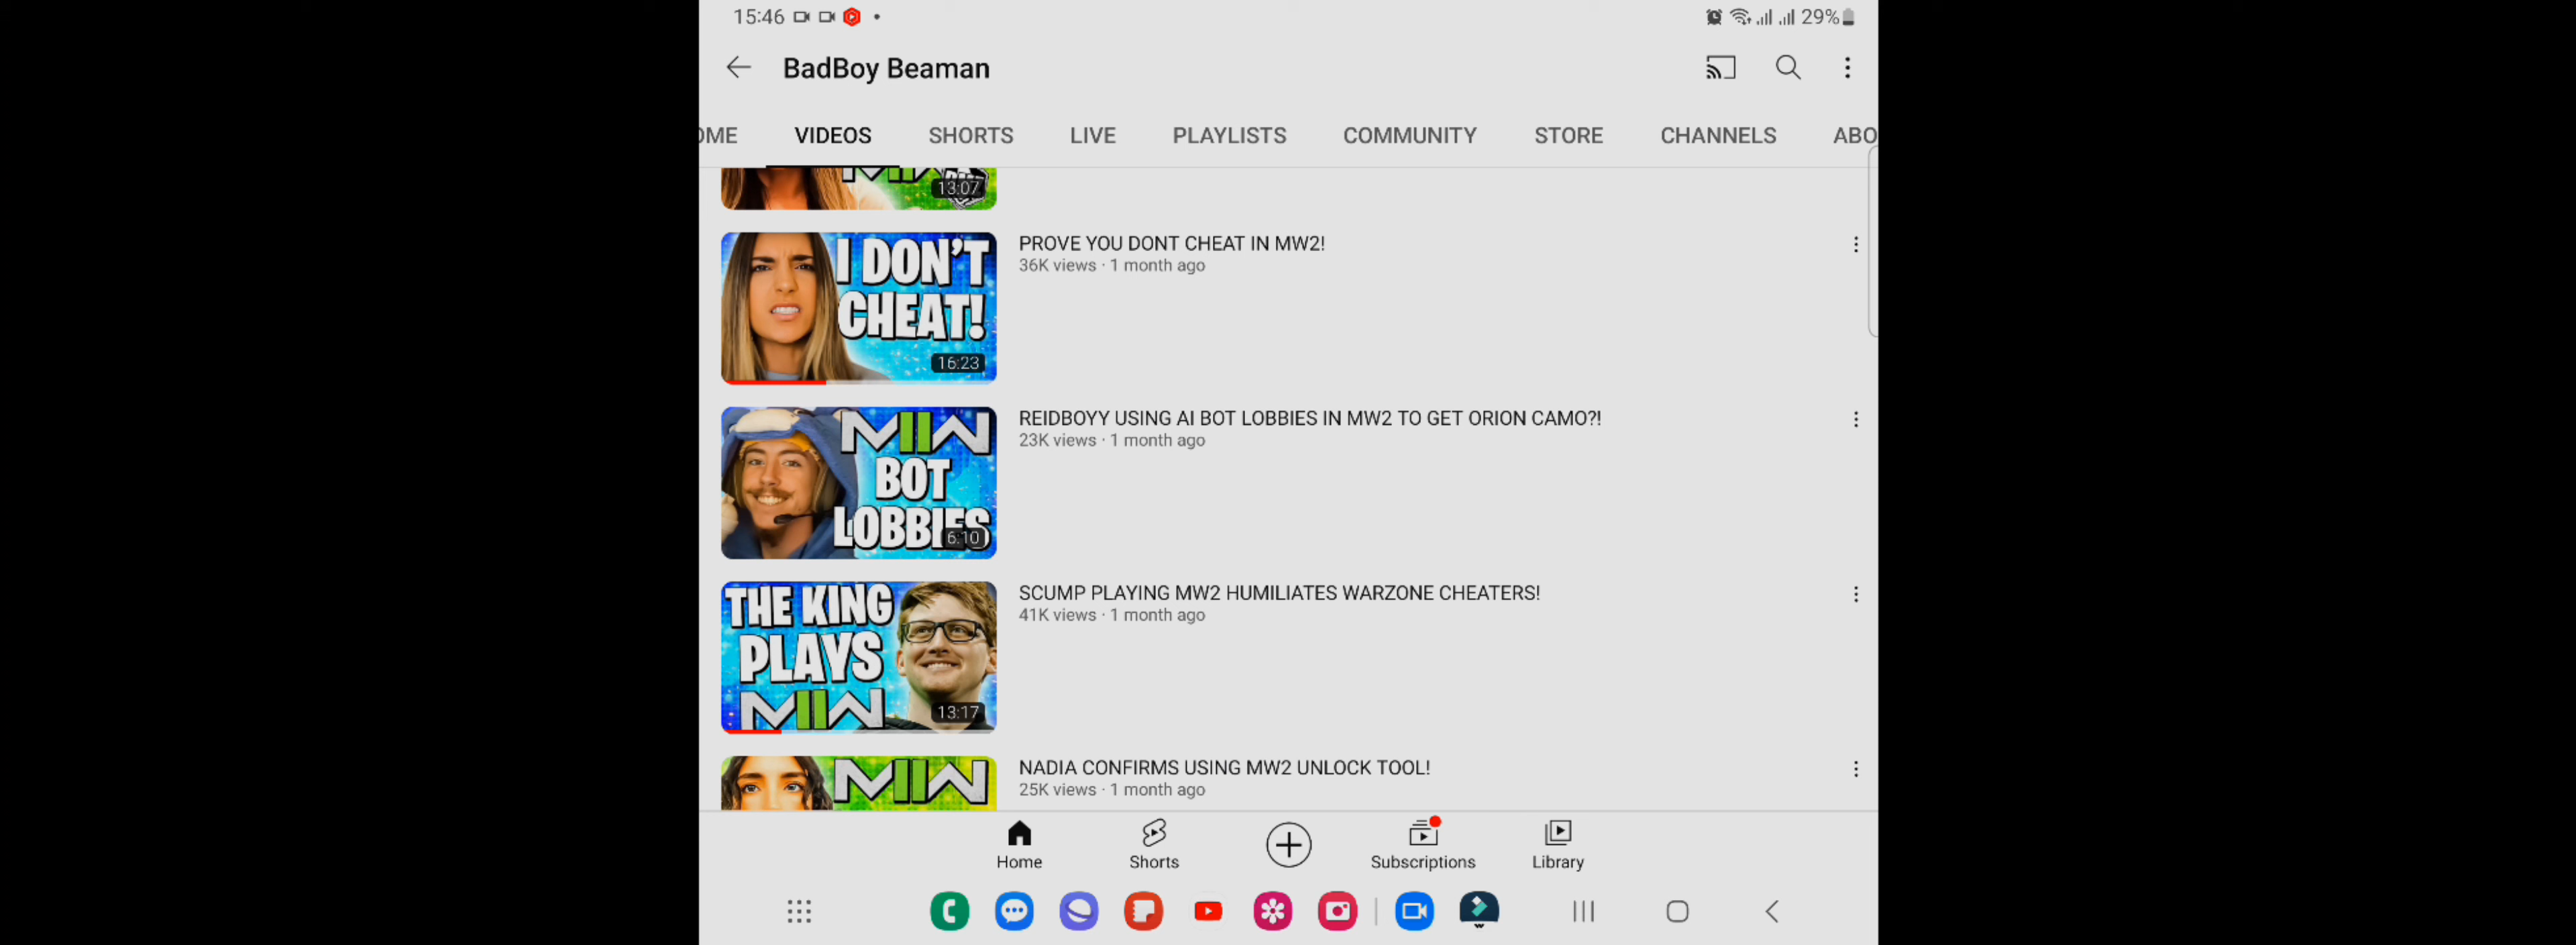 15:46
29%
BadBoy Beaman
OME VIDEOS SHORTS LIVE PLAYLISTS COMMUNITY STORE CHANNELS ABO
13:07
I DON'T
CHEAT!
16:23
PROVE YOU DONT CHEAT IN MW2!
36K views · 1 month ago
MIIW
BOT
LOBBIES
6:10
REIDBOYY USING AI BOT LOBBIES IN MW2 TO GET ORION CAMO?!
23K views · 1 month ago
THE KING
PLAYS
MIIW
13:17
SCUMP PLAYING MW2 HUMILIATES WARZONE CHEATERS!
41K views · 1 month ago
MIIW
NADIA CONFIRMS USING MW2 UNLOCK TOOL!
25K views · 1 month ago
Home
Shorts
Subscriptions
Library